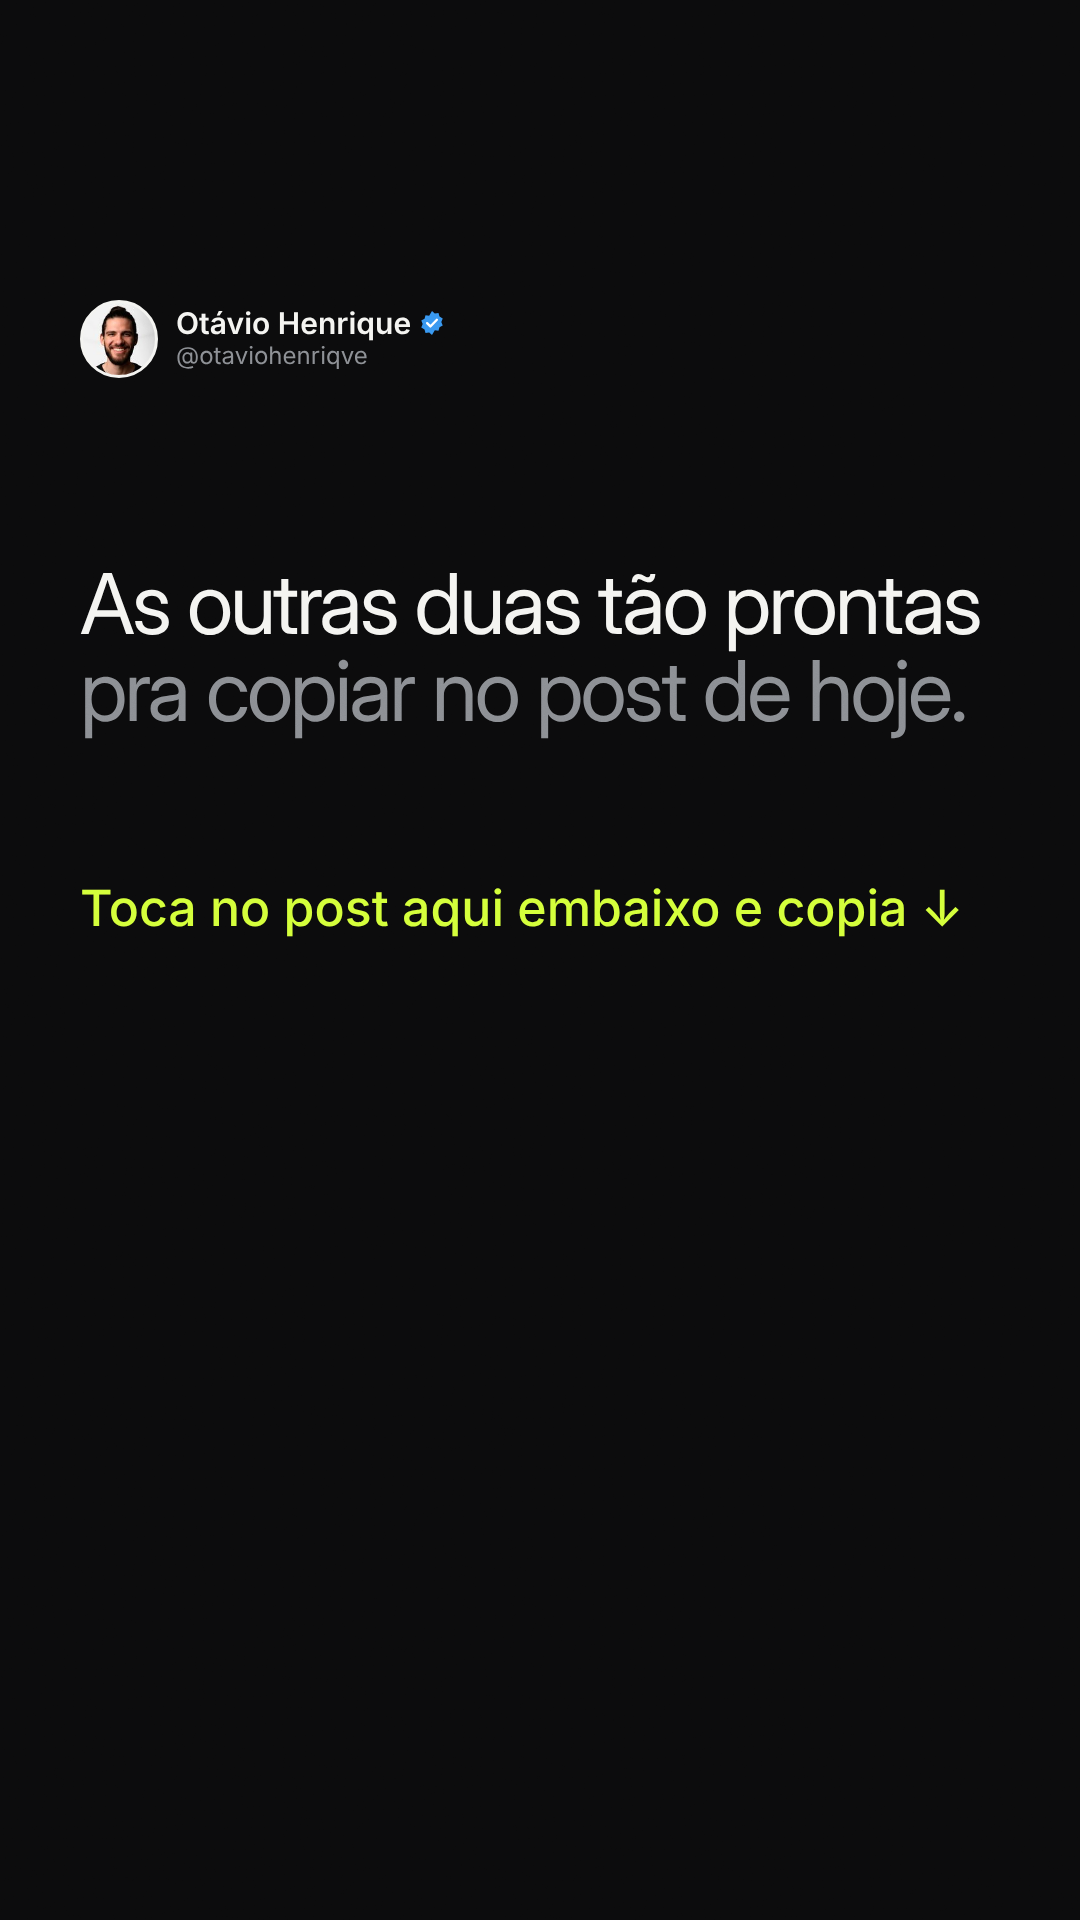 Otávio Henrique
@otaviohenriqve
As outras duas tão prontas
pra copiar no post de hoje.
Toca no post aqui embaixo e copia ↓